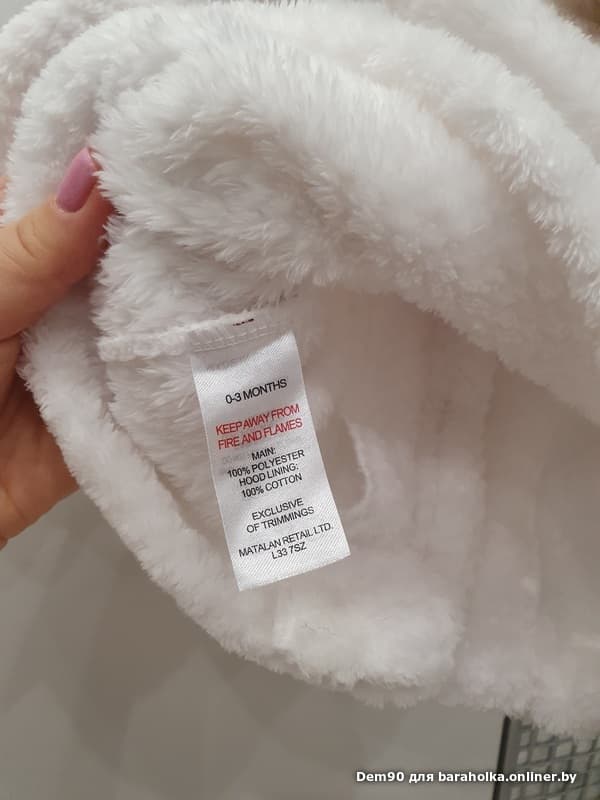 0-3 MONTHS
KEEP AWAY FROM
FIRE AND FLAMES
MAIN:
100% POLYESTER
HOOD LINING:
100% COTTON
EXCLUSIVE
OF TRIMMINGS
MATALAN RETAIL LTD.
L33 7SZ
Dem90 для baraholka.onliner.by